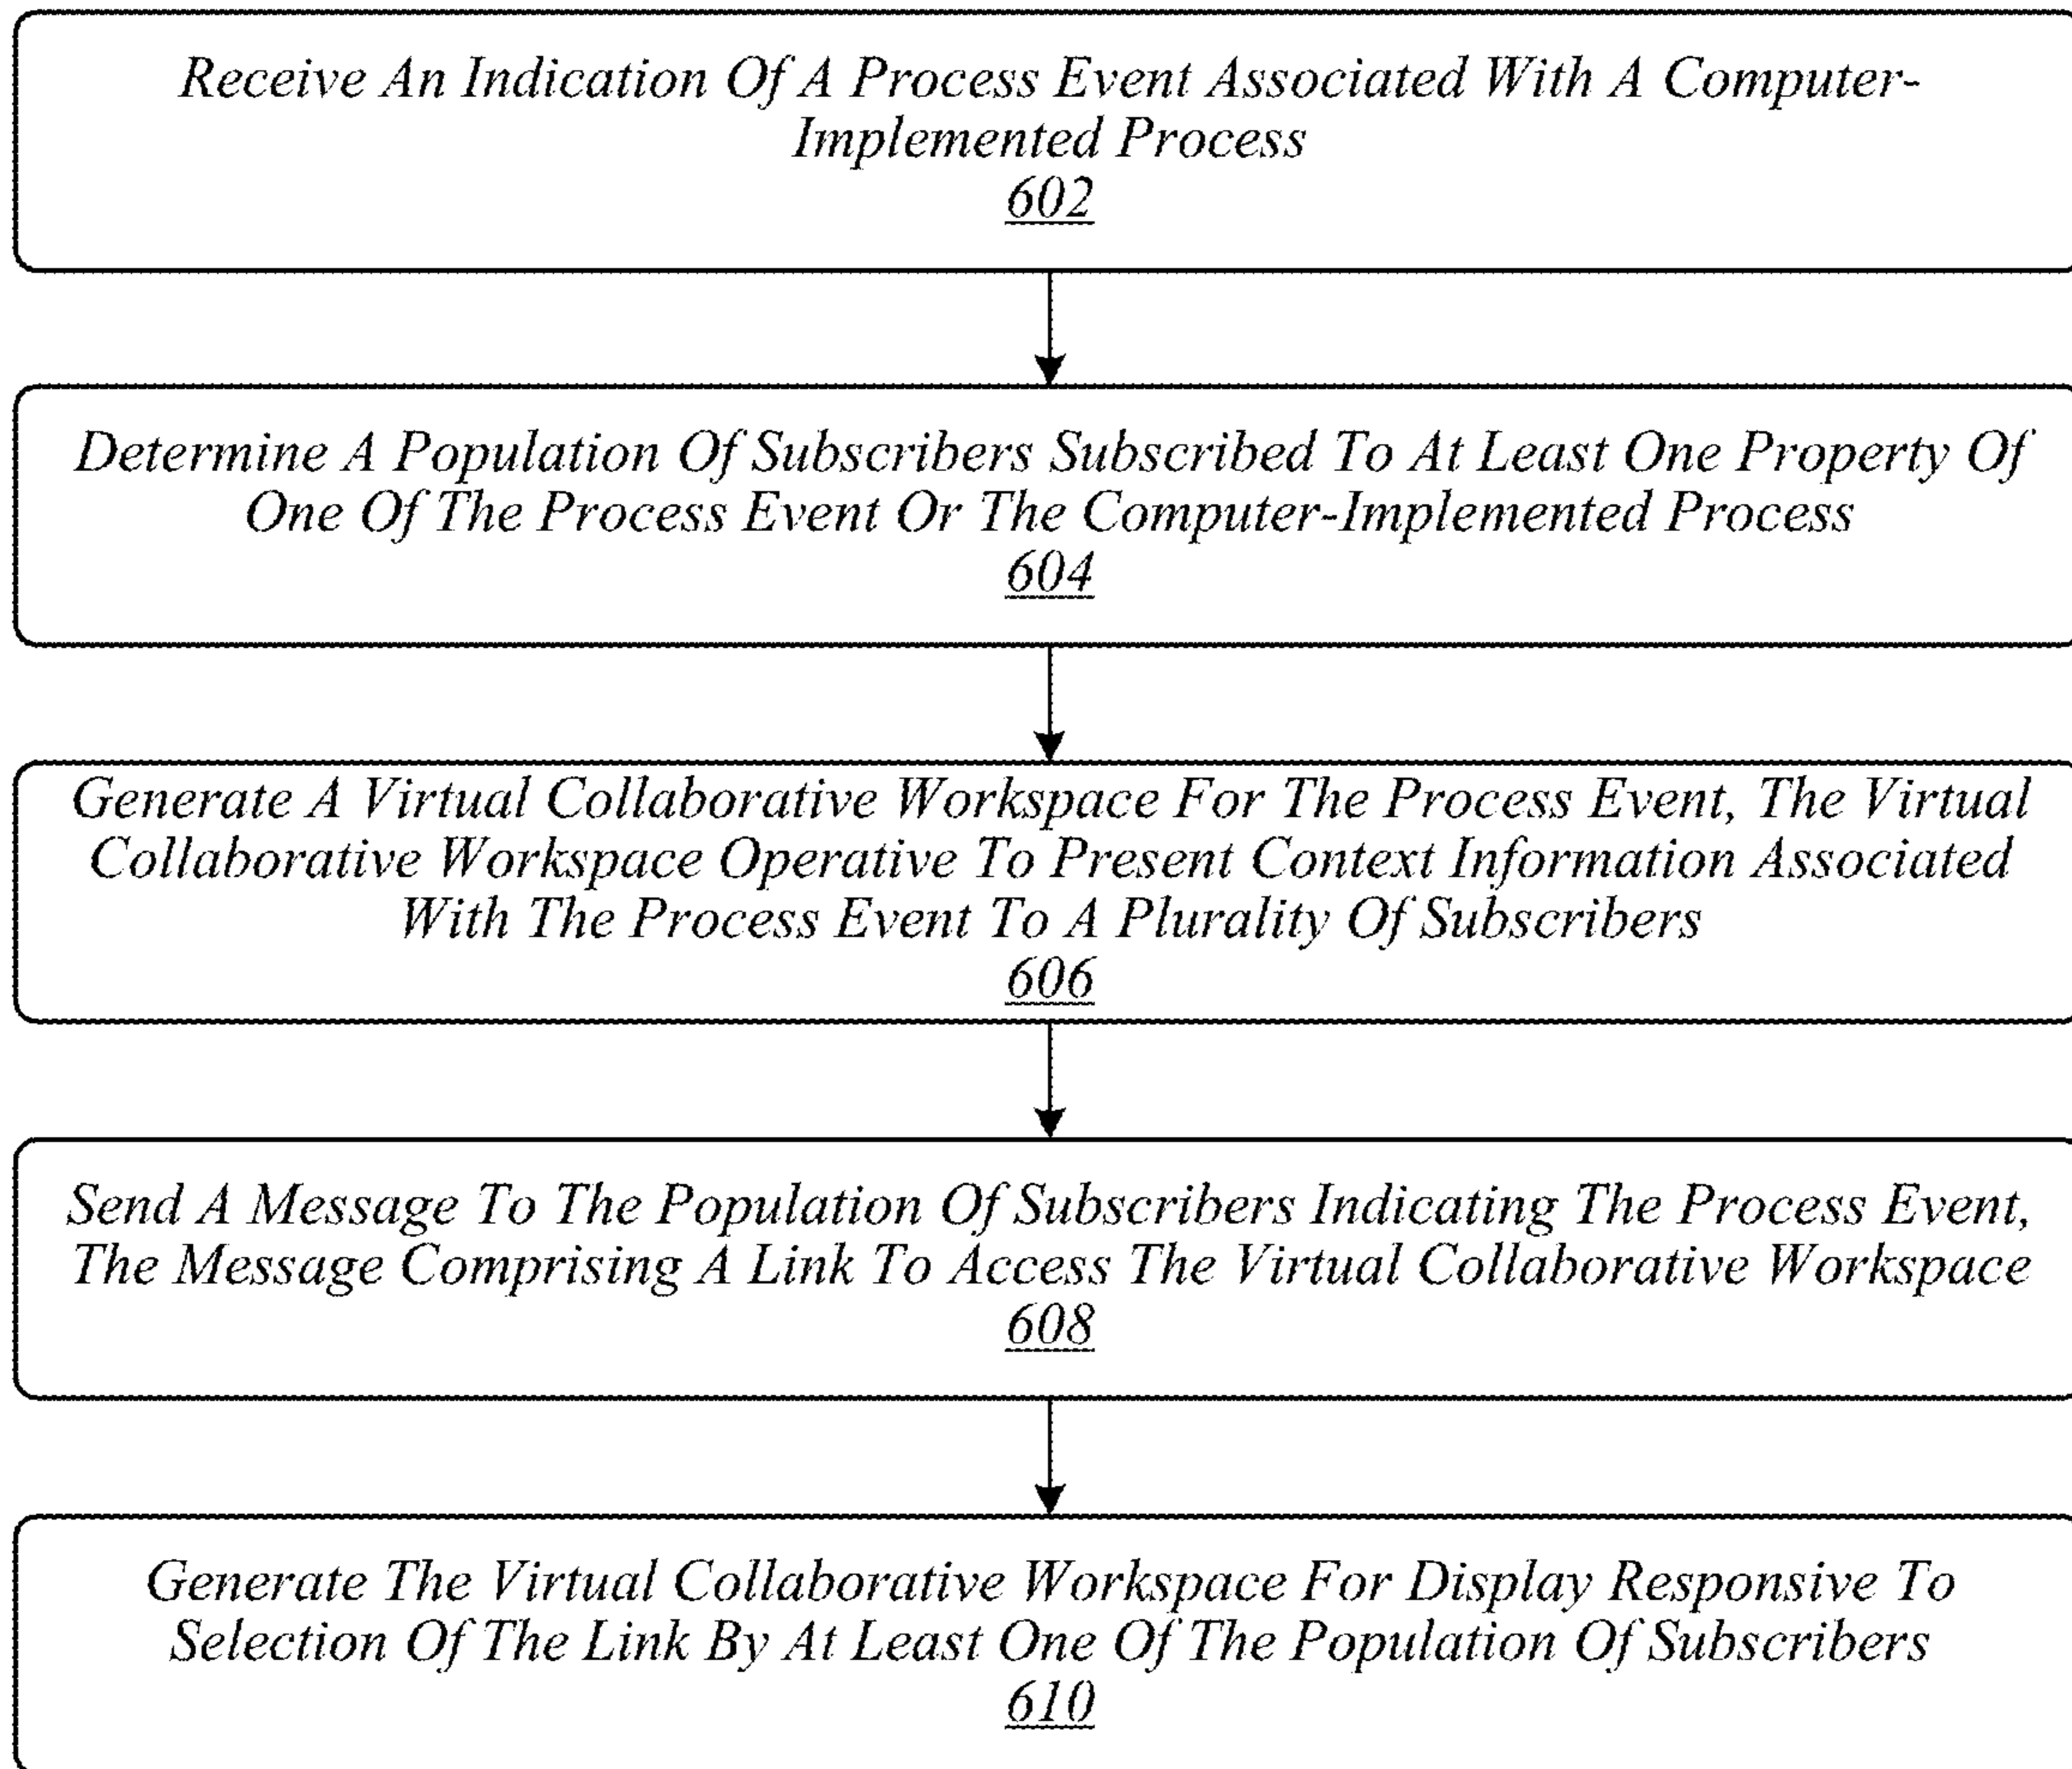 Receive An Indication Of A Process Event Associated With A Computer-
Implemented Process
602
Determine A Population Of Subscribers Subscribed To At Least One Property Of
One Of The Process Event Or The Computer-Implemented Process
604
Generate A Virtual Collaborative Workspace For The Process Event, The Virtual
Collaborative Workspace Operative To Present Context Information Associated
With The Process Event To A Plurality Of Subscribers
606
Send A Message To The Population Of Subscribers Indicating The Process Event,
The Message Comprising A Link To Access The Virtual Collaborative Workspace
608
Generate The Virtual Collaborative Workspace For Display Responsive To
Selection Of The Link By At Least One Of The Population Of Subscribers
610